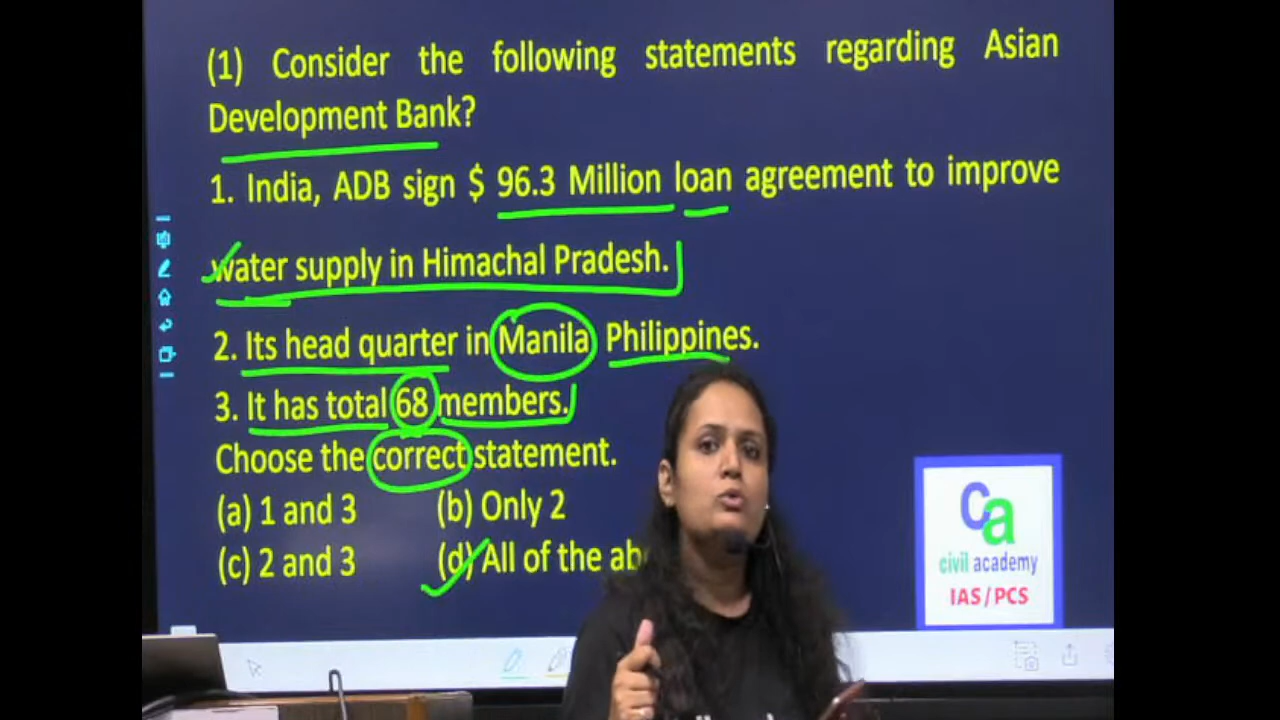 (1) Consider the following statements regarding Asian
Development Bank?
1. India, ADB sign $ 96.3 Million loan agreement to improve
water supply in Himachal Pradesh.
2. Its head quarter in Manila Philippines.
3. It has total 68 members.
Choose the correct statement.
(a) 1 and 3 (b) Only 2
(c) 2 and 3 (d) All of the
ca
civil academy
IAS/PCS